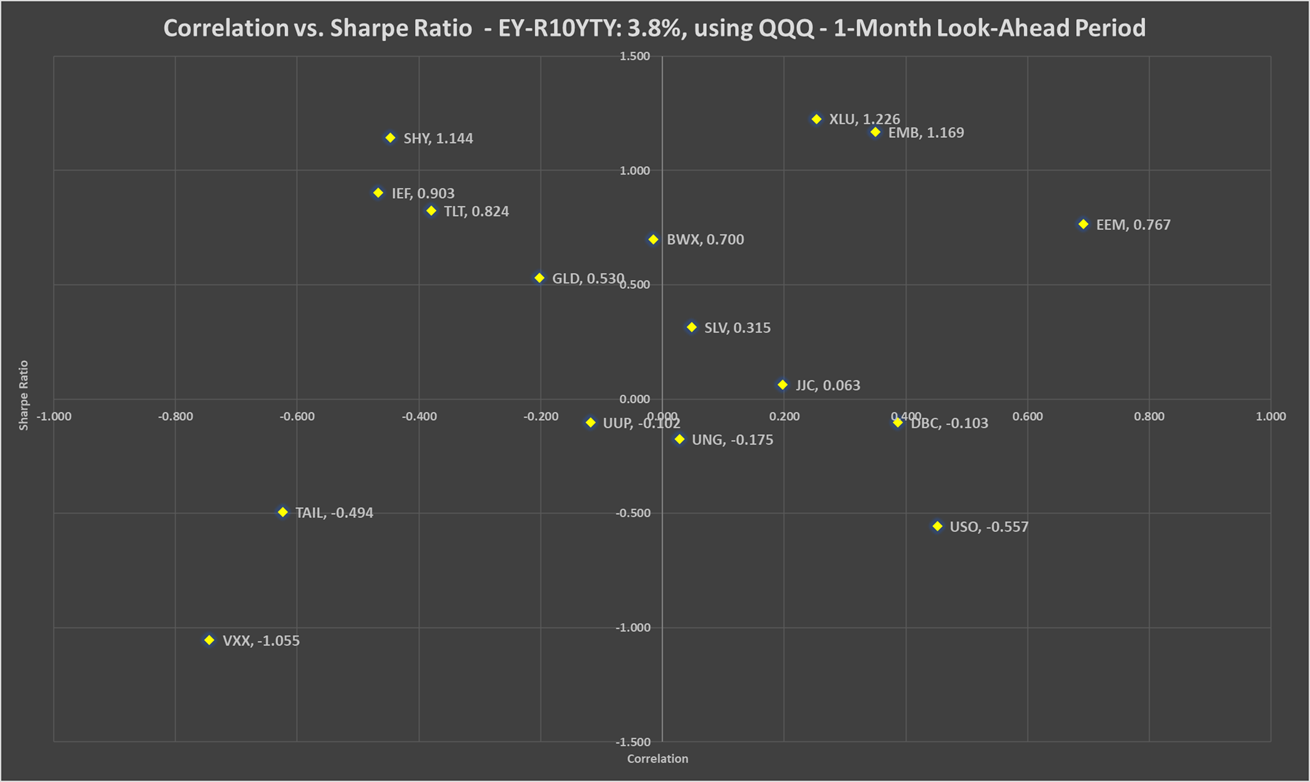 Correlation vs. Sharpe Ratio - EY-R10YTY: 3.8%, using QQQ - 1-Month Look-Ahead Period
1.500
XLU, 1.226
EMB, 1.169
SHY, 1.144
1.000
IEF, 0.903
TLT, 0.824
EEM, 0.767
BWX, 0.700
GLD, 0.530
0.500
SLV, 0.315
JJC, 0.063
Sharpe Ratio
0.000
-1.000 -0.800 -0.600 -0.400 -0.200 0.000 0.200 0.400 0.600 0.800 1.000
UUP, -0.102
DBC, -0.103
UNG, -0.175
TAIL, -0.494
-0.500
USO, -0.557
-1.000
VXX, -1.055
-1.500
Correlation